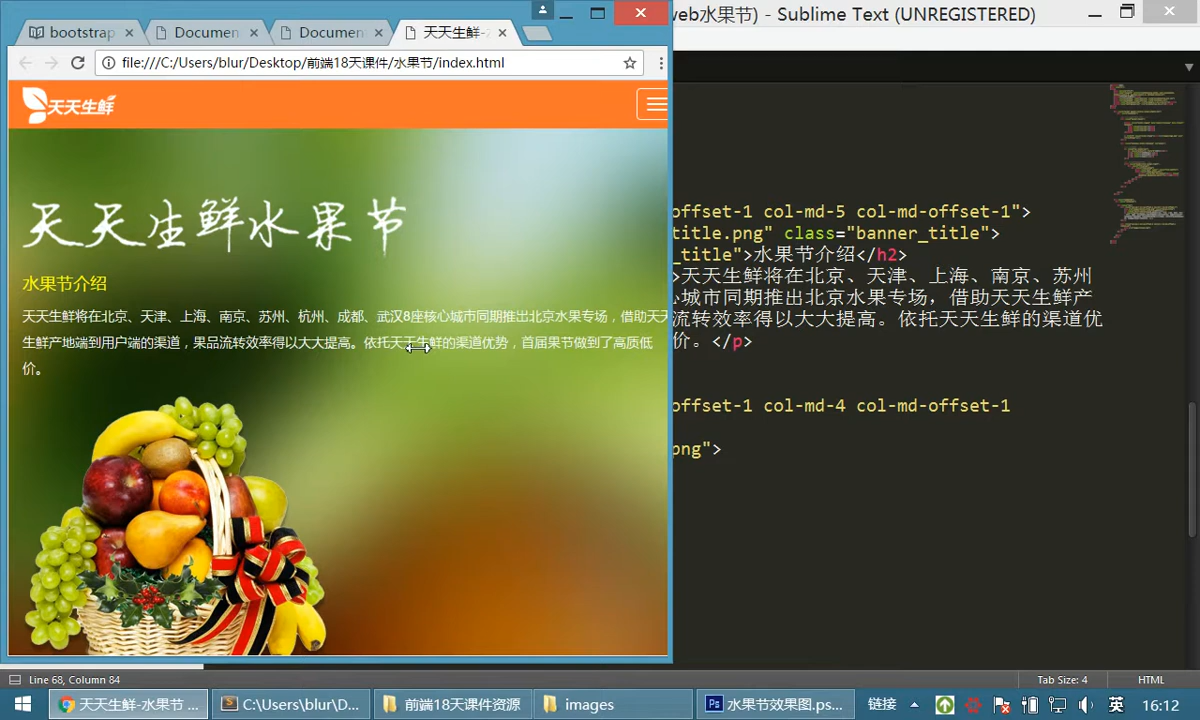 bootstrap
Documen
Documen
天天生鲜-
web水果节) - Sublime Text (UNREGISTERED)
file:///C:/Users/blur/Desktop/前端18天课件/水果节/index.html
天天生鲜
天天生鲜水果节
水果节介绍
天天生鲜将在北京、天津、上海、南京、苏州、杭州、成都、武汉8座核心城市同期推出北京水果专场，借助天天
生鲜产地端到用户端的渠道，果品流转效率得以大大提高。依托天天生鲜的渠道优势，首届果节做到了高质低
价。
offset-1 col-md-5 col-md-offset-1">
title.png" class="banner_title">
_title">水果节介绍</h2>
>天天生鲜将在北京、天津、上海、南京、苏州
城市同期推出北京水果专场，借助天天生鲜产
流转效率得以大大提高。依托天天生鲜的渠道优
价。</p>
offset-1 col-md-4 col-md-offset-1
png">
Line 68, Column 84
Tab Size: 4
HTML
天天生鲜-水果节 ...
C:\Users\blur\D...
前端18天课件资源
images
Ps
水果节效果图.ps...
链接
英
16:12